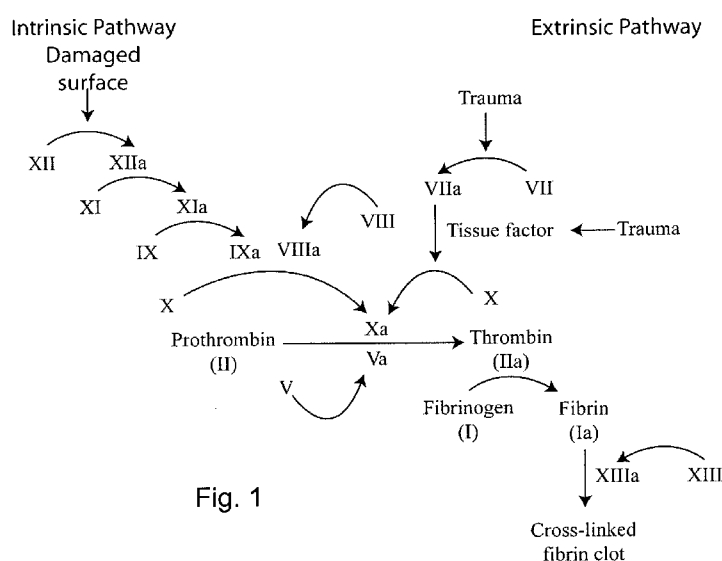 Intrinsic Pathway
Damaged
surface
Extrinsic Pathway
Trauma
XII
XIIa
VIIa
VII
XI
XIa
VIII
Tissue factor
Trauma
IX
IXa
VIIIa
X
X
Xa
Prothrombin
(II)
Thrombin
(IIa)
Va
V
Fibrinogen
(I)
Fibrin
(Ia)
XIIIa
XIII
Fig. 1
Cross-linked
fibrin clot